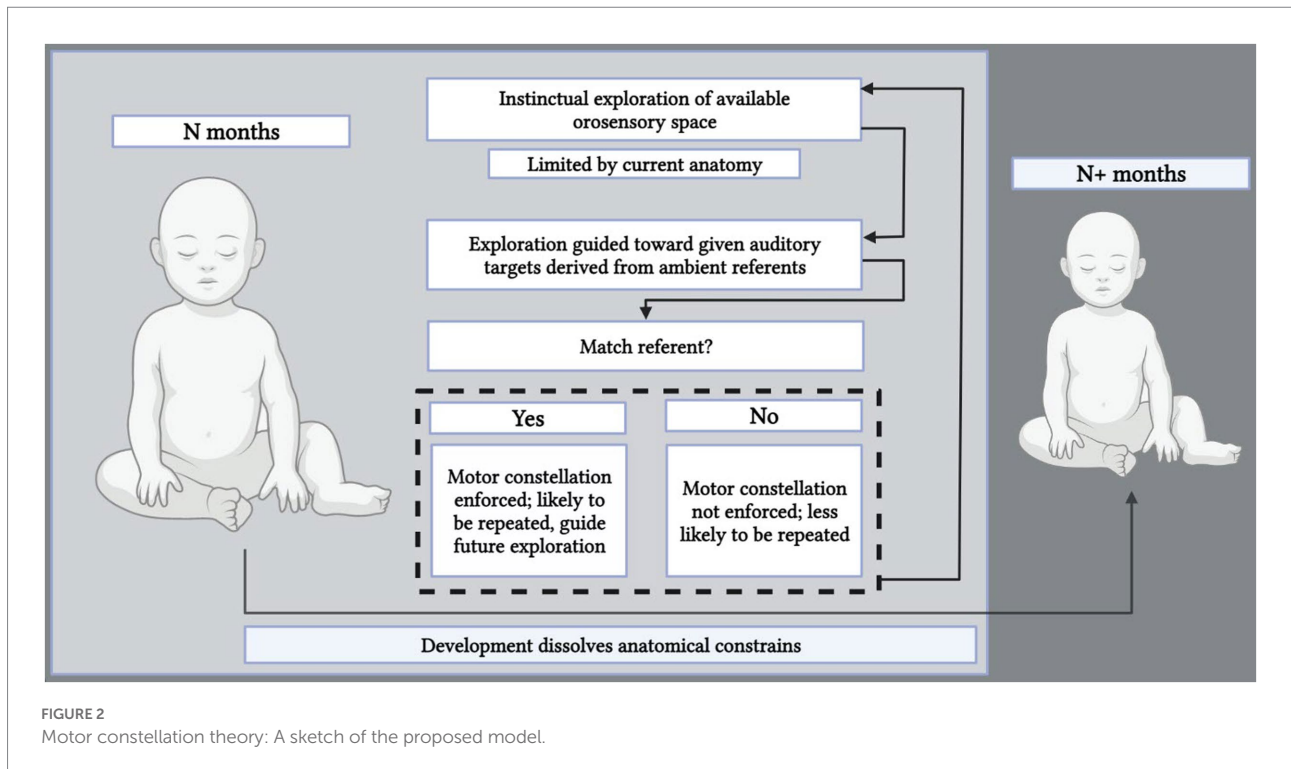 N months
Instinctual exploration of available
orosensory space
Limited by current anatomy
N+ months
Exploration guided toward given auditory
targets derived from ambient referents
Match referent?
Yes
No
Motor constellation
enforced; likely to
be repeated, guide
future exploration
Motor constellation
not enforced; less
likely to be repeated
Development dissolves anatomical constrains
FIGURE 2
Motor constellation theory: A sketch of the proposed model.